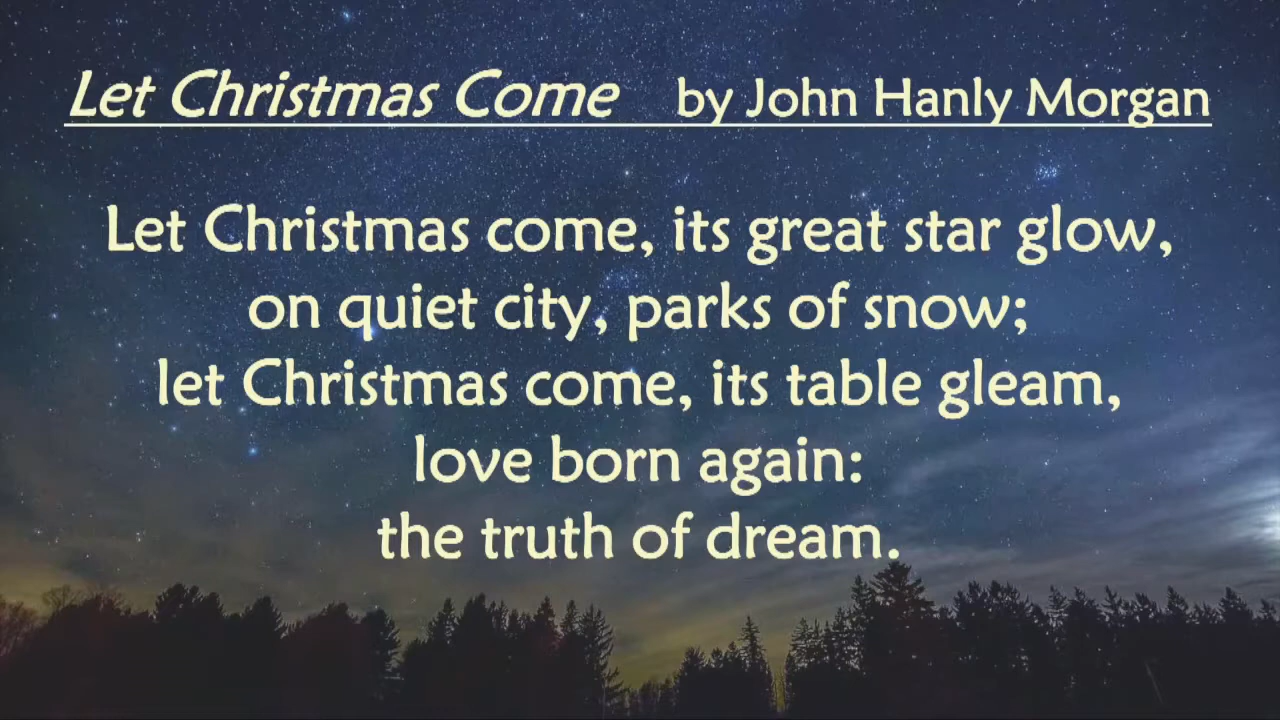 Let Christmas Come by John Hanly Morgan
Let Christmas come, its great star glow,
on quiet city, parks of snow;
let Christmas come, its table gleam,
love born again:
the truth of dream.